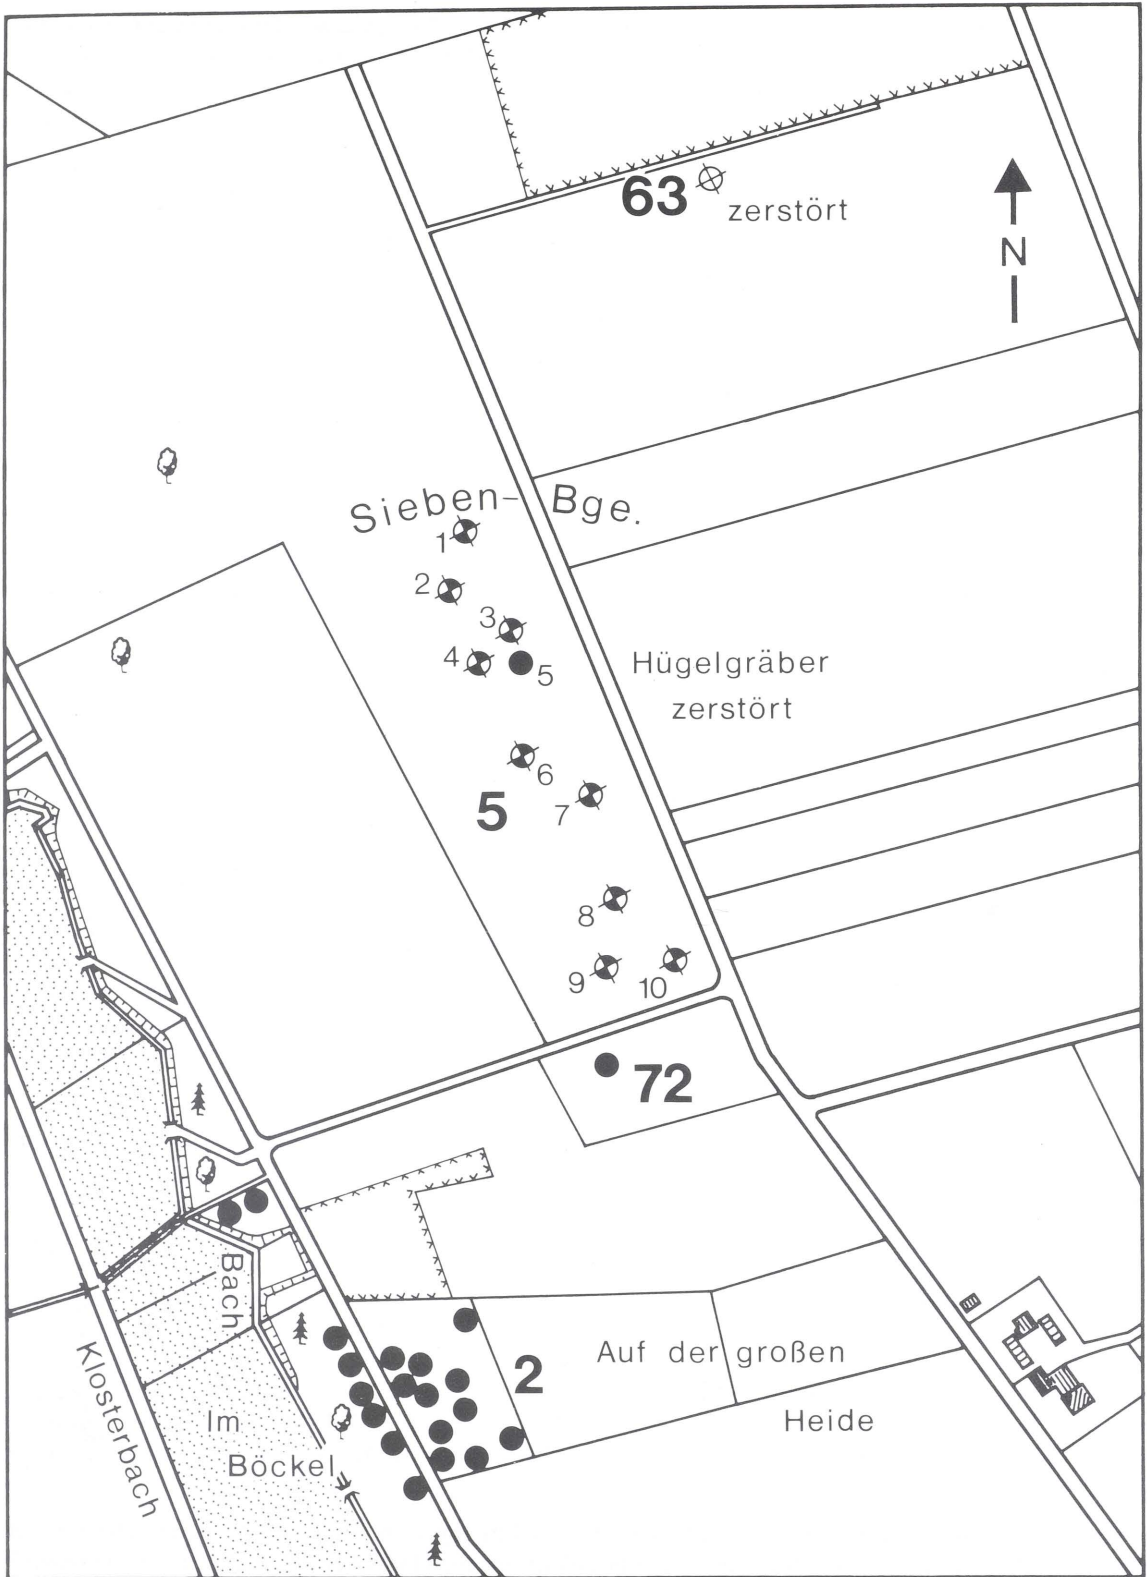 63
zerstört
N
Sieben- Bge.
1
2
3
4
5
Hügelgräber
zerstört
6
5
7
8
9
10
72
Bach
Klosterbach
2
Auf der großen
Heide
Im
Böckel